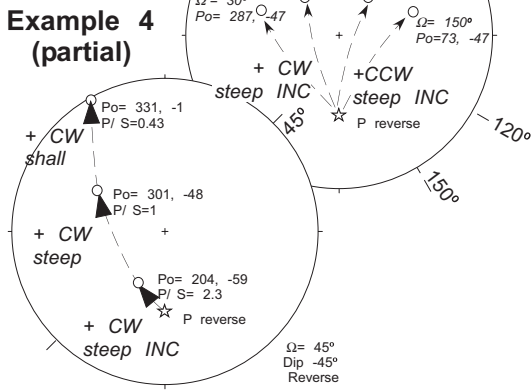 Example 4
(partial)
Ω= 30º
Po= 287, -47
Ω= 150º
Po=73, -47
+ CW
steep INC
+CCW
steep INC
P reverse
45º
120º
150º
Po= 331, -1
P/ S=0.43
+ CW
shall
Po= 301, -48
P/ S=1
+ CW
steep
Po= 204, -59
P/ S= 2.3
P reverse
+ CW
steep INC
Ω= 45º
Dip -45º
Reverse